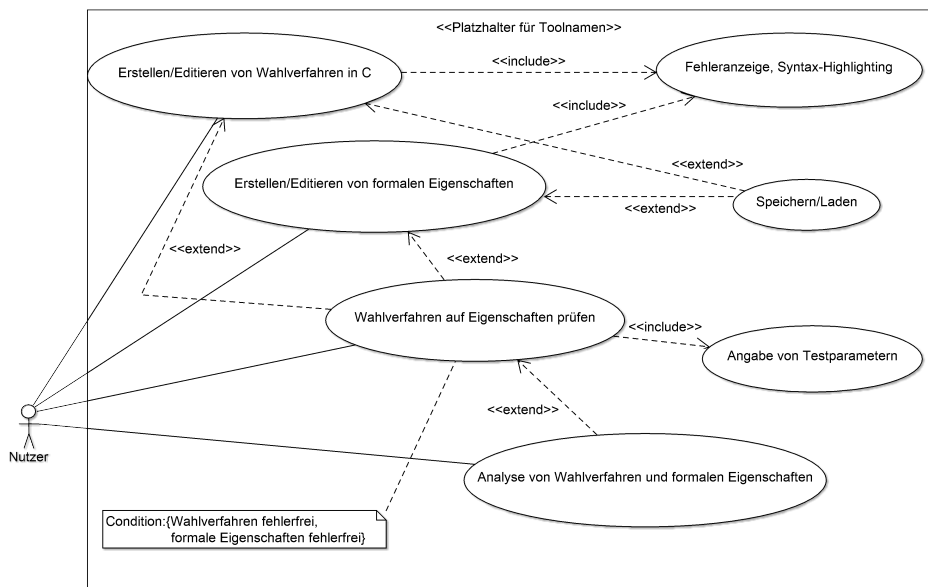 <<Platzhalter für Toolnamen>>
Erstellen/Editieren von Wahlverfahren in C
<<include>>
Fehleranzeige, Syntax-Highlighting
<<include>>
<<extend>>
Erstellen/Editieren von formalen Eigenschaften
<<extend>>
Speichern/Laden
<<extend>>
<<extend>>
Wahlverfahren auf Eigenschaften prüfen
<<include>>
Angabe von Testparametern
<<extend>>
Nutzer
Analyse von Wahlverfahren und formalen Eigenschaften
Condition:{Wahlverfahren fehlerfrei,
formale Eigenschaften fehlerfrei}